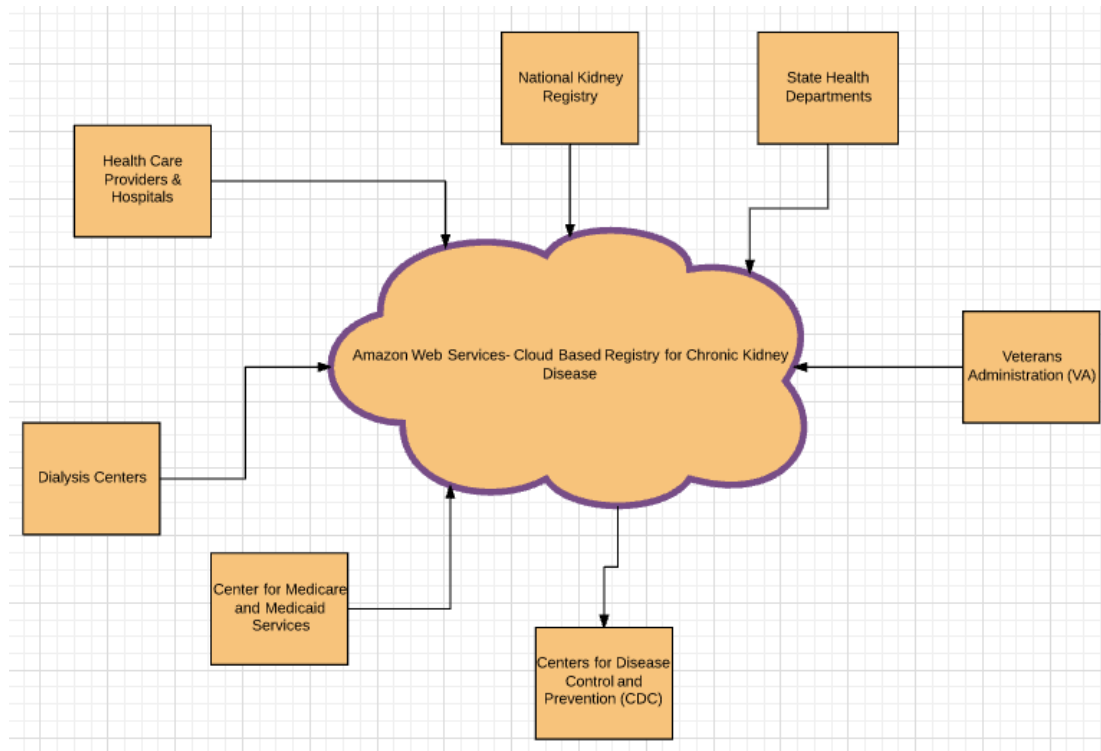 National Kidney
Registry
State Health
Departments
Health Care
Providers &
Hospitals
Amazon Web Services- Cloud Based Registry for Chronic Kidney
Disease
Veterans
Administration (VA)
Dialysis Centers
Center for Medicare
and Medicaid
Services
Centers for Disease
Control and
Prevention (CDC)